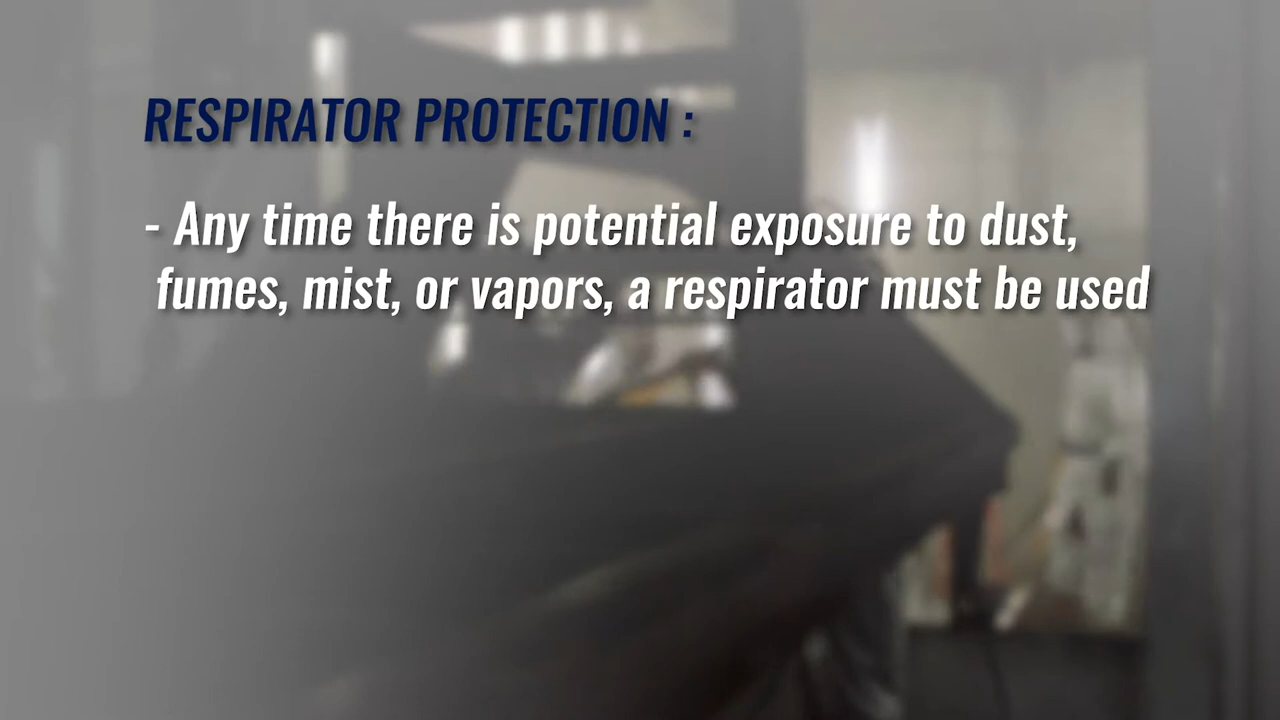 RESPIRATOR PROTECTION :
- Any time there is potential exposure to dust,
fumes, mist, or vapors, a respirator must be used